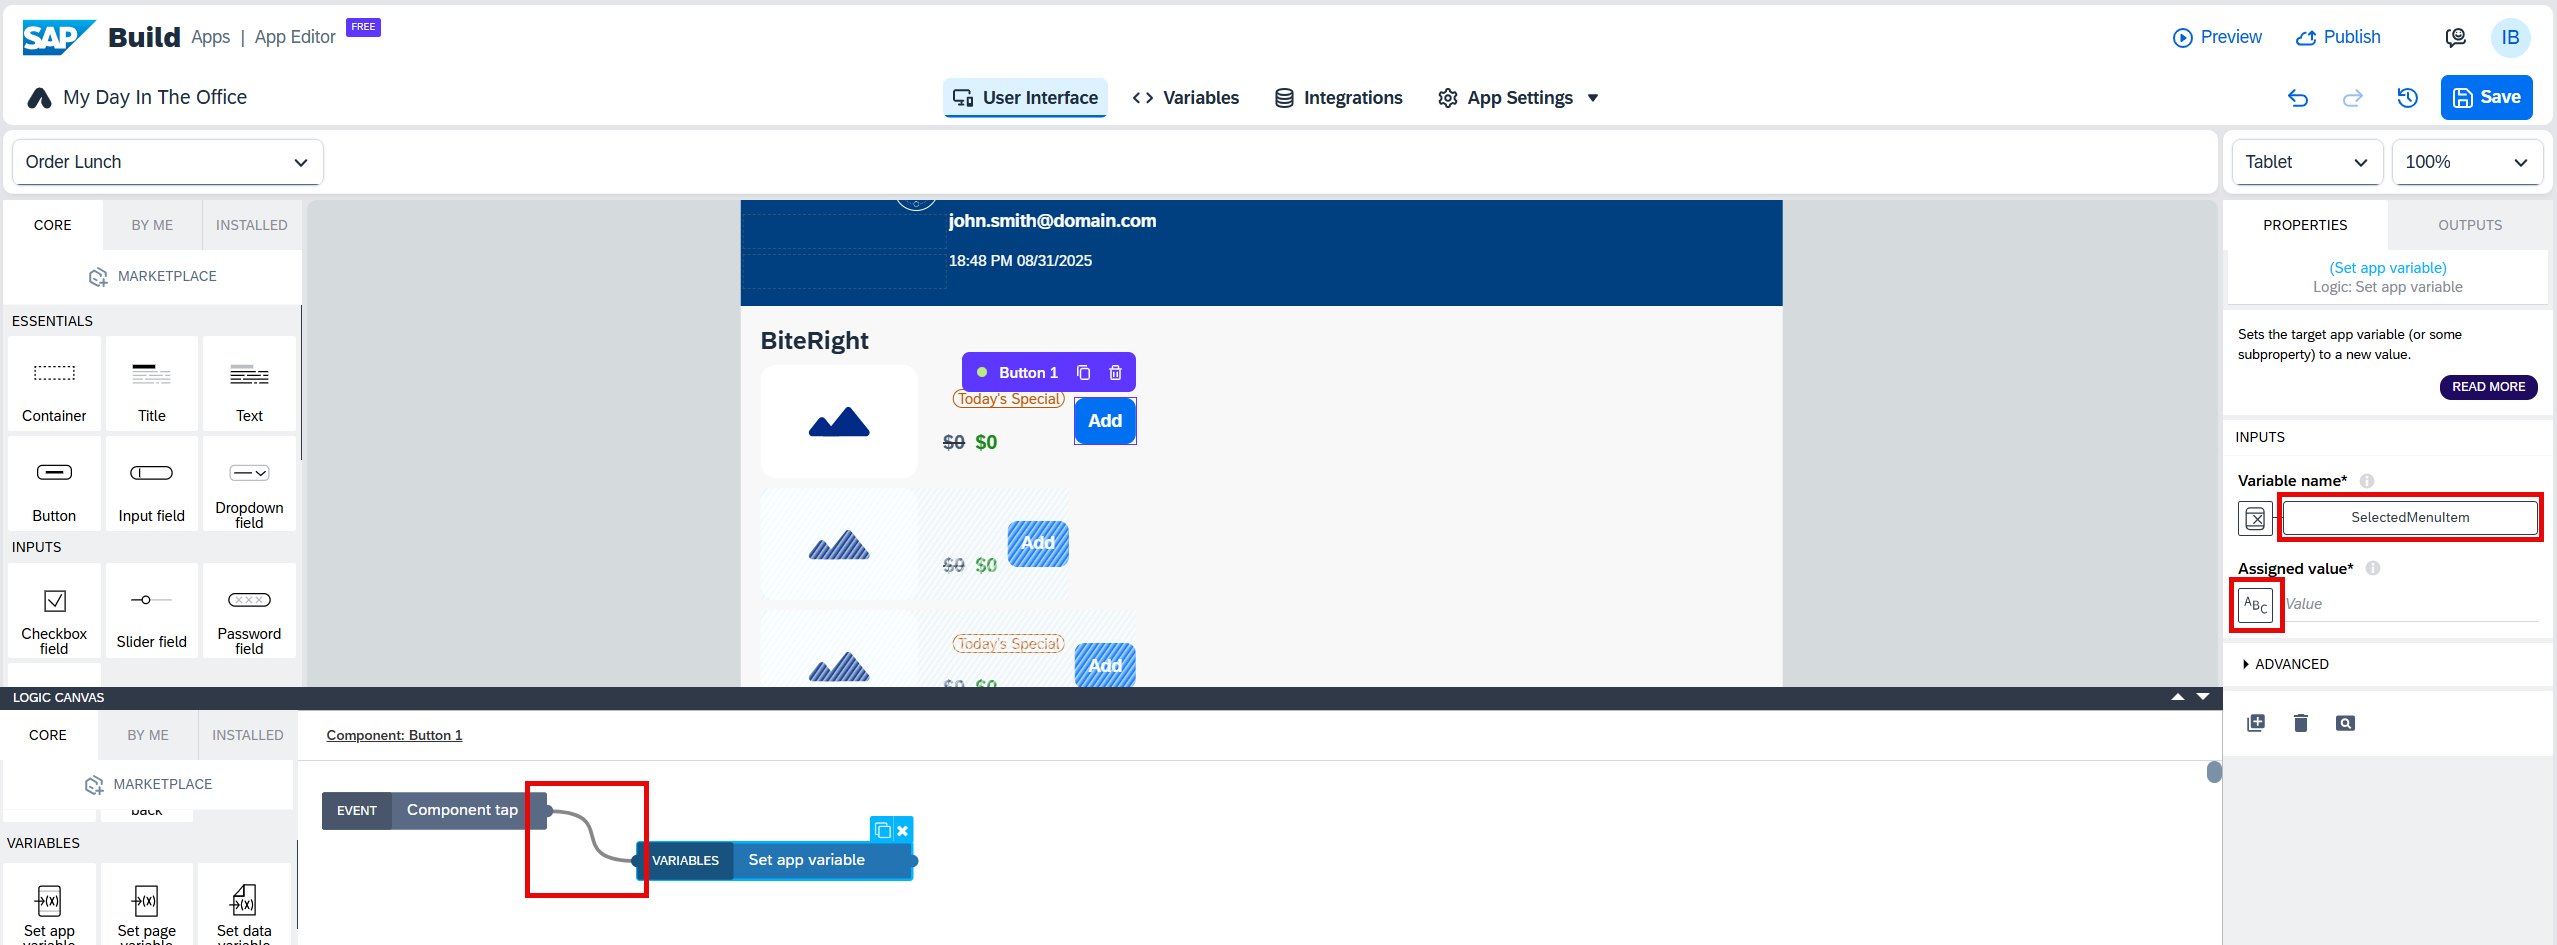 SAP Build Apps | App Editor FREE
Preview Publish IB
My Day In The Office
User Interface Variables Integrations App Settings
Save
Order Lunch
Tablet 100%
CORE BY ME INSTALLED
MARKETPLACE
ESSENTIALS
Container Title Text
Button Input field Dropdown field
INPUTS
Checkbox field Slider field Password field
john.smith@domain.com
18:48 PM 08/31/2025
BiteRight
Button 1
Today's Special
Add
$0 $0
Add
$0 $0
Today's Special
Add
$0 $0
PROPERTIES OUTPUTS
(Set app variable)
Logic: Set app variable
Sets the target app variable (or some
subproperty) to a new value.
READ MORE
INPUTS
Variable name*
SelectedMenuItem
Assigned value*
ABC Value
ADVANCED
LOGIC CANVAS
CORE BY ME INSTALLED
MARKETPLACE
back
VARIABLES
Set app variable Set page variable Set data variable
Component: Button 1
EVENT Component tap
VARIABLES Set app variable